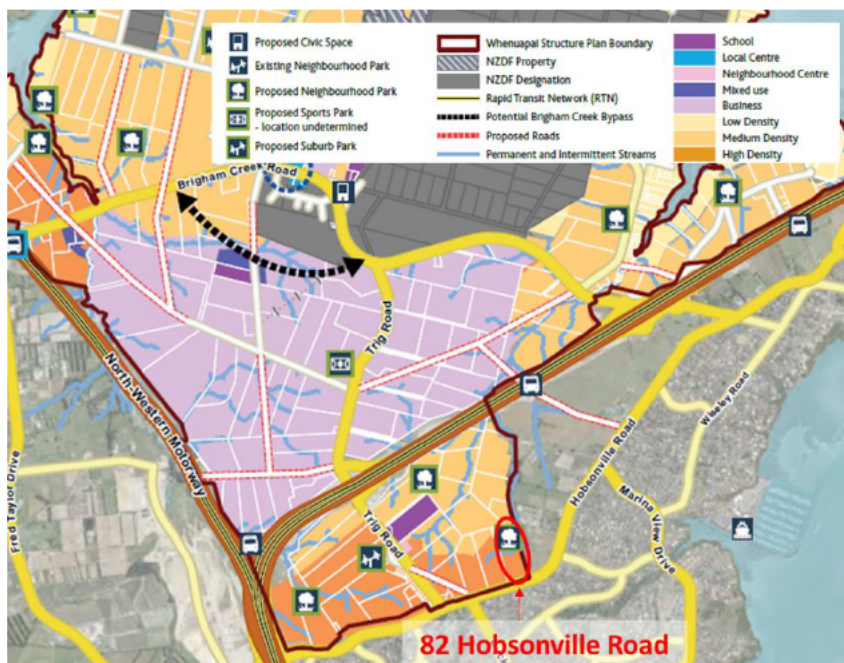 Proposed Civic Space
Existing Neighbourhood Park
Proposed Neighbourhood Park
Proposed Sports Park
- location undetermined
Proposed Suburb Park
Whenuapai Structure Plan Boundary
NZDF Property
NZDF Designation
Rapid Transit Network (RTN)
Potential Brigham Creek Bypass
Proposed Roads
Permanent and Intermittent Streams
School
Local Centre
Neighbourhood Centre
Mixed use
Business
Low Density
Medium Density
High Density
Brigham Creek Road
Trig Road
North-Western Motorway
Fred Taylor Drive
Trig Road
Hobsonville Road
Wiseley Road
Marina View Drive
82 Hobsonville Road